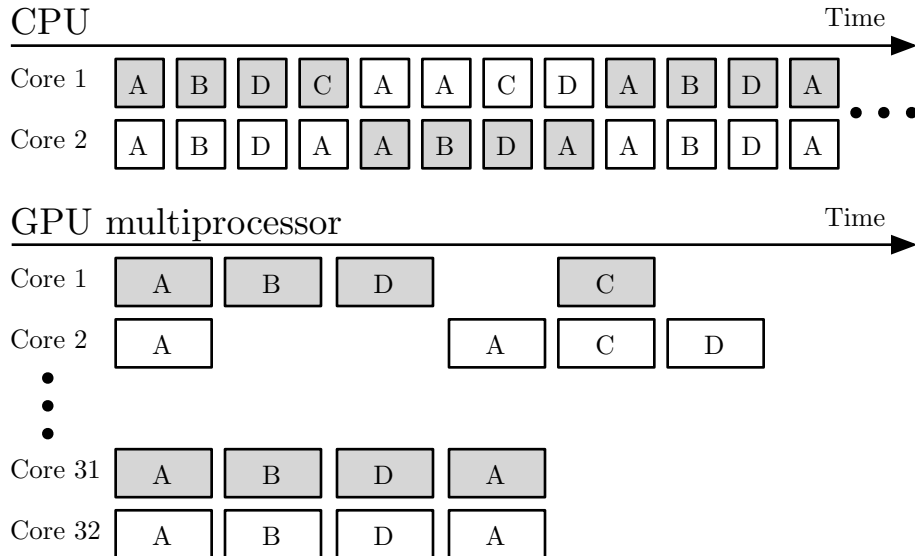 CPU Time
Core 1 A B D C A A C D A B D A
Core 2 A B D A A B D A A B D A
GPU multiprocessor Time
Core 1 A B D C
Core 2 A A C D
Core 31 A B D A
Core 32 A B D A